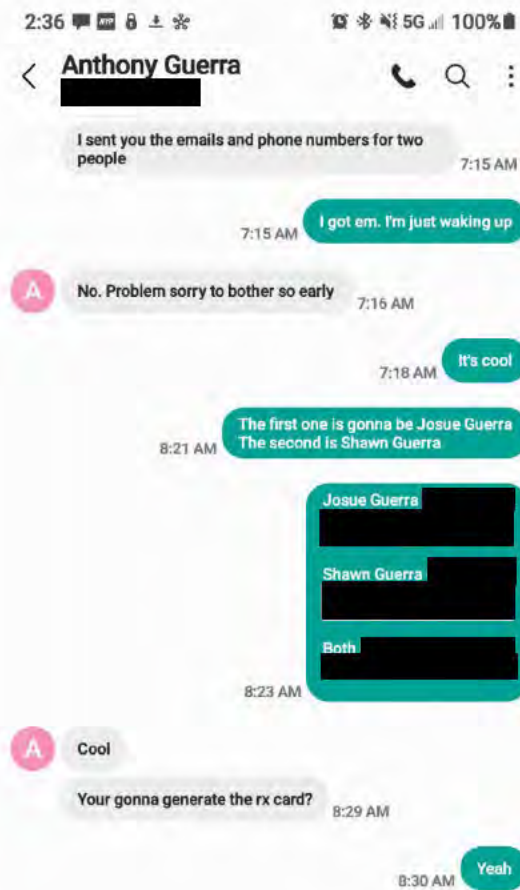 2:36 5G 100%
Anthony Guerra
I sent you the emails and phone numbers for two
people
7:15 AM
I got em. I'm just waking up
7:15 AM
A
No. Problem sorry to bother so early
7:16 AM
It's cool
7:18 AM
The first one is gonna be Josue Guerra
The second is Shawn Guerra
8:21 AM
Josue Guerra
Shawn Guerra
Both
8:23 AM
A
Cool
Your gonna generate the rx card?
8:29 AM
Yeah
8:30 AM